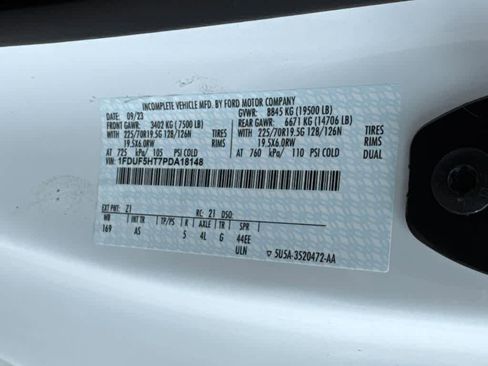 INCOMPLETE VEHICLE MFD. BY FORD MOTOR COMPANY
DATE: 09/23 GVWR: 8845 KG (19500 LB)
FRONT GAWR: 3402 KG (7500 LB) REAR GAWR: 6671 KG (14706 LB)
225/70R19.5G 128/126N TIRES 225/70R19.5G 128/126N TIRES
19.5X6.0RW RIMS 19.5X6.0RW RIMS
AT 725 kPa/ 105 PSI COLD AT 760 kPa/ 110 PSI COLD
VIN: 1FDUF5HT7PDA18148
EXT PNT: Z1 RC: 21 DSO:
WB INT TR TP/PS R AXLE TR SPR
169 AS 5 4L G 44EE
ULN ▽ 5U5A-3520472-AA